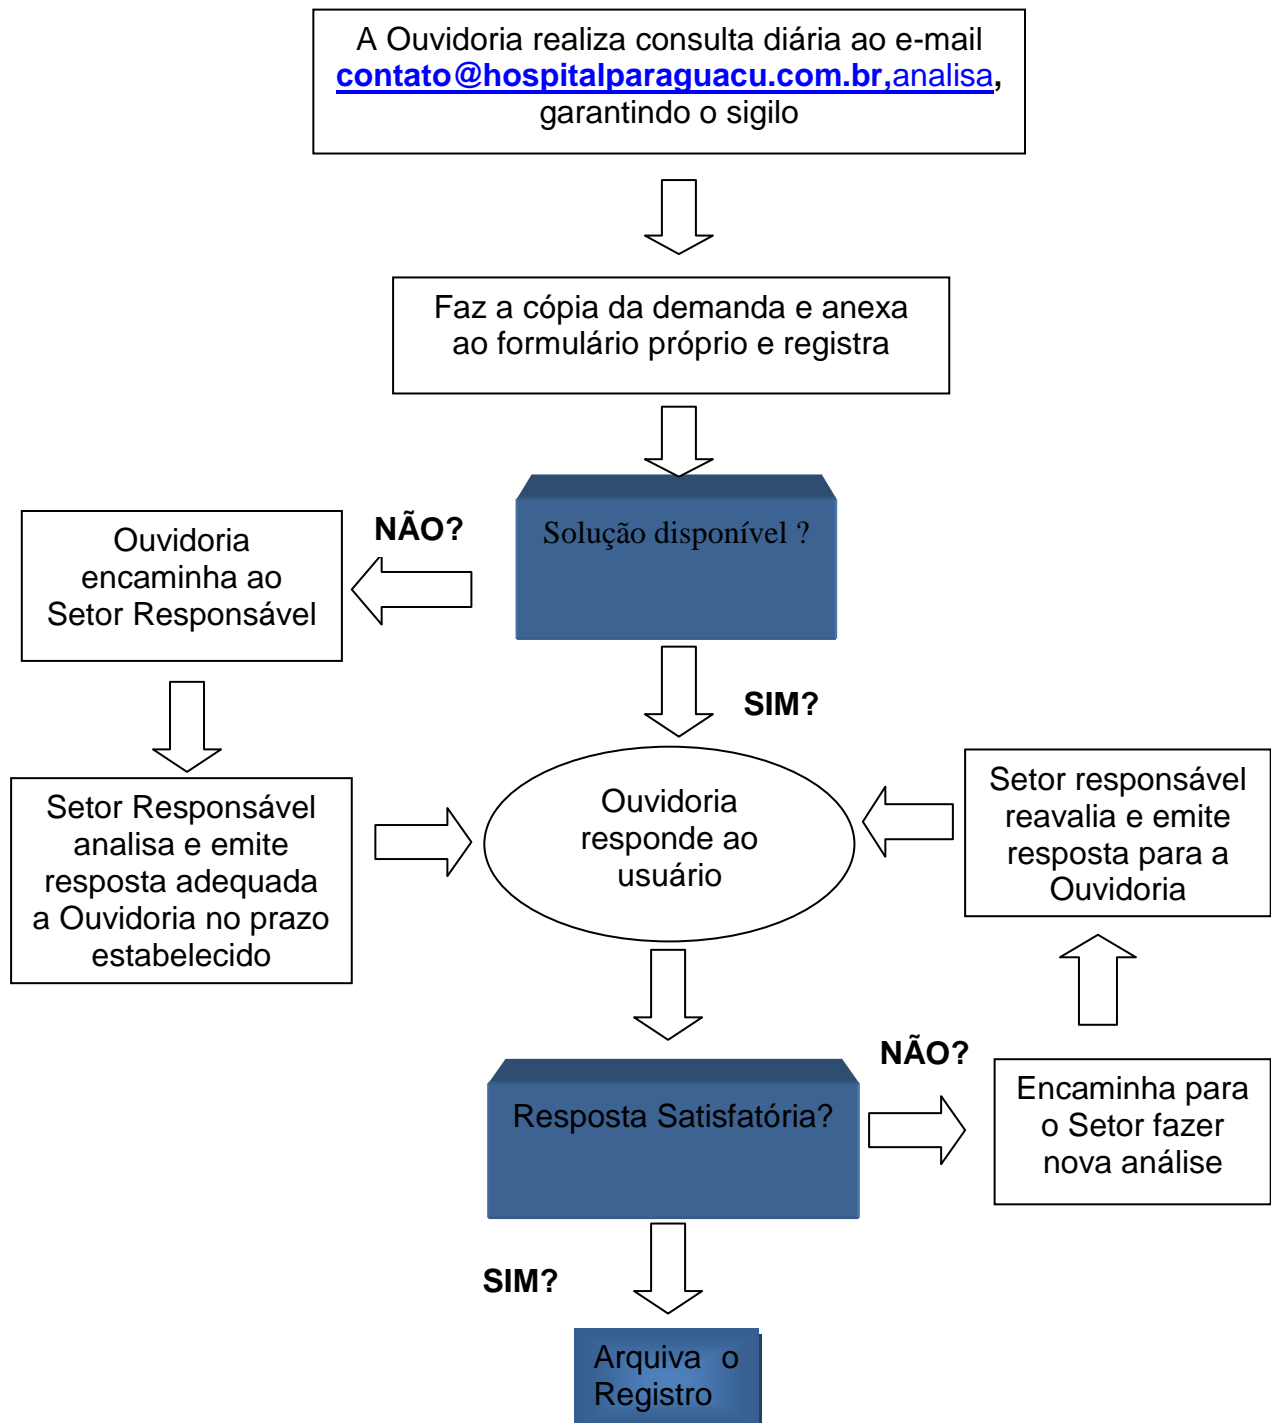 A Ouvidoria realiza consulta diária ao e-mail
contato@hospitalparaguacu.com.br,analisa,
garantindo o sigilo
Faz a cópia da demanda e anexa
ao formulário próprio e registra
Solução disponível ?
NÃO?
Ouvidoria
encaminha ao
Setor Responsável
SIM?
Setor Responsável
analisa e emite
resposta adequada
a Ouvidoria no prazo
estabelecido
Ouvidoria
responde ao
usuário
Setor responsável
reavalia e emite
resposta para a
Ouvidoria
NÃO?
Resposta Satisfatória?
Encaminha para
o Setor fazer
nova análise
SIM?
Arquiva o
Registro